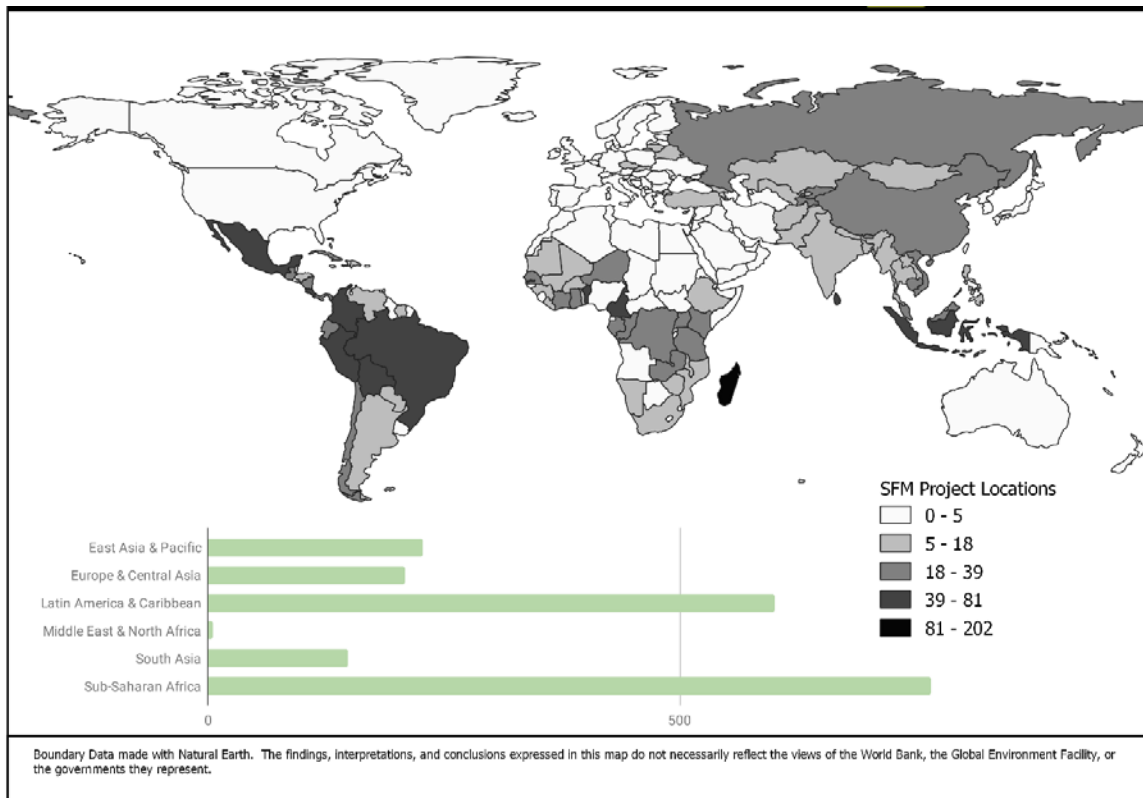 SFM Project Locations
0 - 5
5 - 18
18 - 39
39 - 81
81 - 202
East Asia & Pacific
Europe & Central Asia
Latin America & Caribbean
Middle East & North Africa
South Asia
Sub-Saharan Africa
0
500
Boundary Data made with Natural Earth. The findings, interpretations, and conclusions expressed in this map do not necessarily reflect the views of the World Bank, the Global Environment Facility, or
the governments they represent.